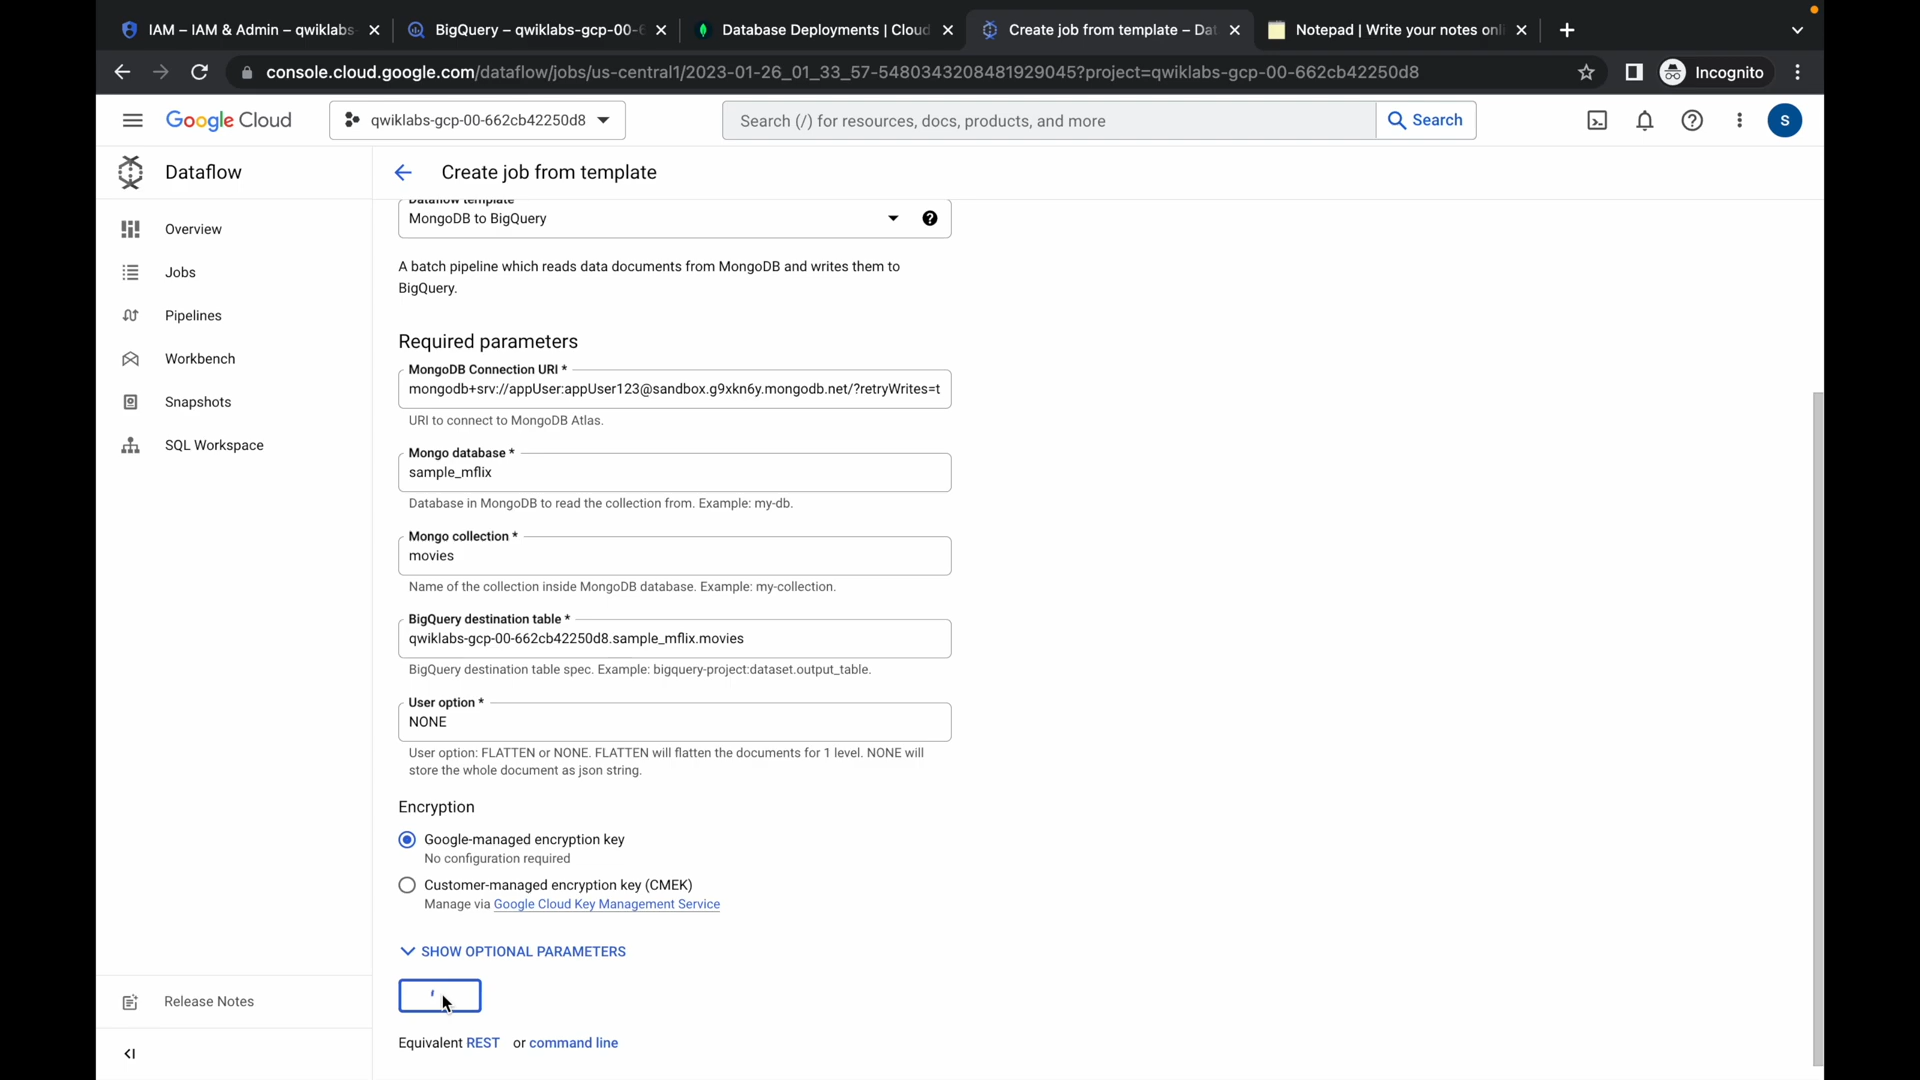 IAM – IAM & Admin – qwiklabs-
BigQuery – qwiklabs-gcp-00-6
Database Deployments | Cloud
Create job from template – Dat
Notepad | Write your notes onli
console.cloud.google.com/dataflow/jobs/us-central1/2023-01-26_01_33_57-5480343208481929045?project=qwiklabs-gcp-00-662cb42250d8
Incognito
Google Cloud
qwiklabs-gcp-00-662cb42250d8
Search (/) for resources, docs, products, and more
Search
S
Dataflow
Create job from template
Overview
Jobs
Pipelines
Workbench
Snapshots
SQL Workspace
Release Notes
Dataflow template
MongoDB to BigQuery
A batch pipeline which reads data documents from MongoDB and writes them to
BigQuery.
Required parameters
MongoDB Connection URI *
mongodb+srv://appUser:appUser123@sandbox.g9xkn6y.mongodb.net/?retryWrites=t
URI to connect to MongoDB Atlas.
Mongo database *
sample_mflix
Database in MongoDB to read the collection from. Example: my-db.
Mongo collection *
movies
Name of the collection inside MongoDB database. Example: my-collection.
BigQuery destination table *
qwiklabs-gcp-00-662cb42250d8.sample_mflix.movies
BigQuery destination table spec. Example: bigquery-project:dataset.output_table.
User option *
NONE
User option: FLATTEN or NONE. FLATTEN will flatten the documents for 1 level. NONE will
store the whole document as json string.
Encryption
Google-managed encryption key
No configuration required
Customer-managed encryption key (CMEK)
Manage via Google Cloud Key Management Service
SHOW OPTIONAL PARAMETERS
Equivalent REST or command line